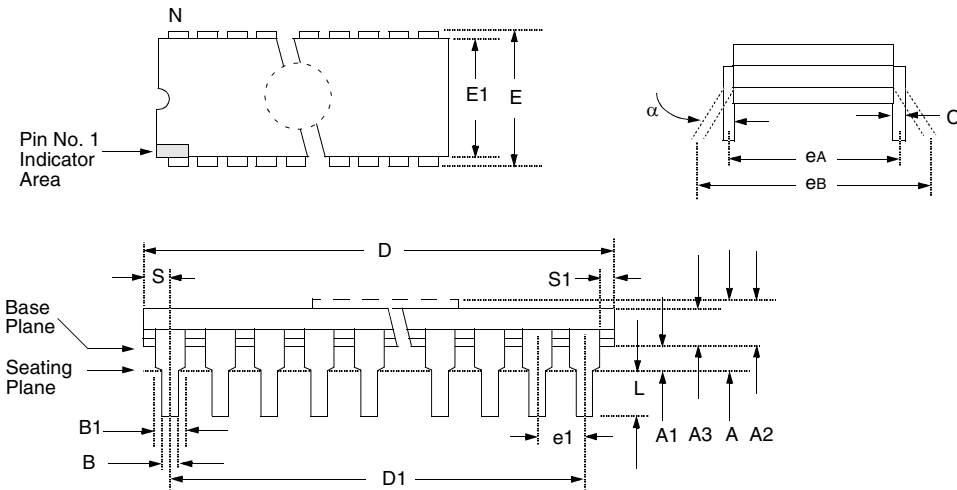 N
E1
E
α
C
Pin No. 1
Indicator
Area
eA
eB
D
S
S1
Base
Plane
Seating
Plane
L
B1
A1
A3
A
A2
e1
B
D1